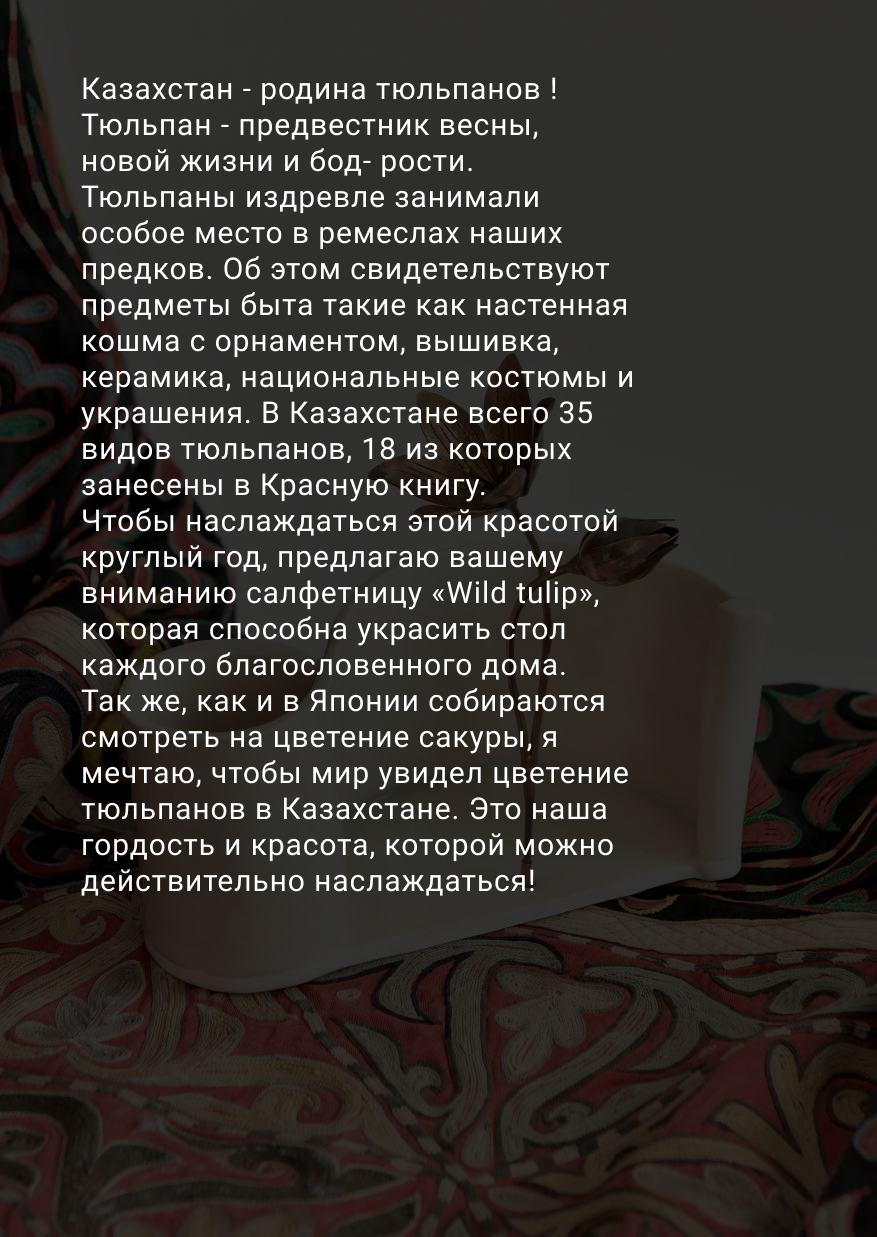 Казахстан - родина тюльпанов !
Тюльпан - предвестник весны,
новой жизни и бод- рости.
Тюльпаны издревле занимали
особое место в ремеслах наших
предков. Об этом свидетельствуют
предметы быта такие как настенная
кошма с орнаментом, вышивка,
керамика, национальные костюмы и
украшения. В Казахстане всего 35
видов тюльпанов, 18 из которых
занесены в Красную книгу.
Чтобы наслаждаться этой красотой
круглый год, предлагаю вашему
вниманию салфетницу «Wild tulip»,
которая способна украсить стол
каждого благословенного дома.
Так же, как и в Японии собираются
смотреть на цветение сакуры, я
мечтаю, чтобы мир увидел цветение
тюльпанов в Казахстане. Это наша
гордость и красота, которой можно
действительно наслаждаться!